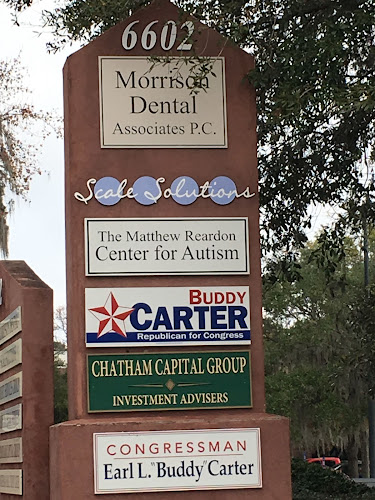 6602
Morrison
Dental
Associates P.C.
Scale Solutions
The Matthew Reardon
Center for Autism
BUDDY
CARTER
Republican for Congress
CHATHAM CAPITAL GROUP
INVESTMENT ADVISERS
CONGRESSMAN
Earl L. "Buddy" Carter